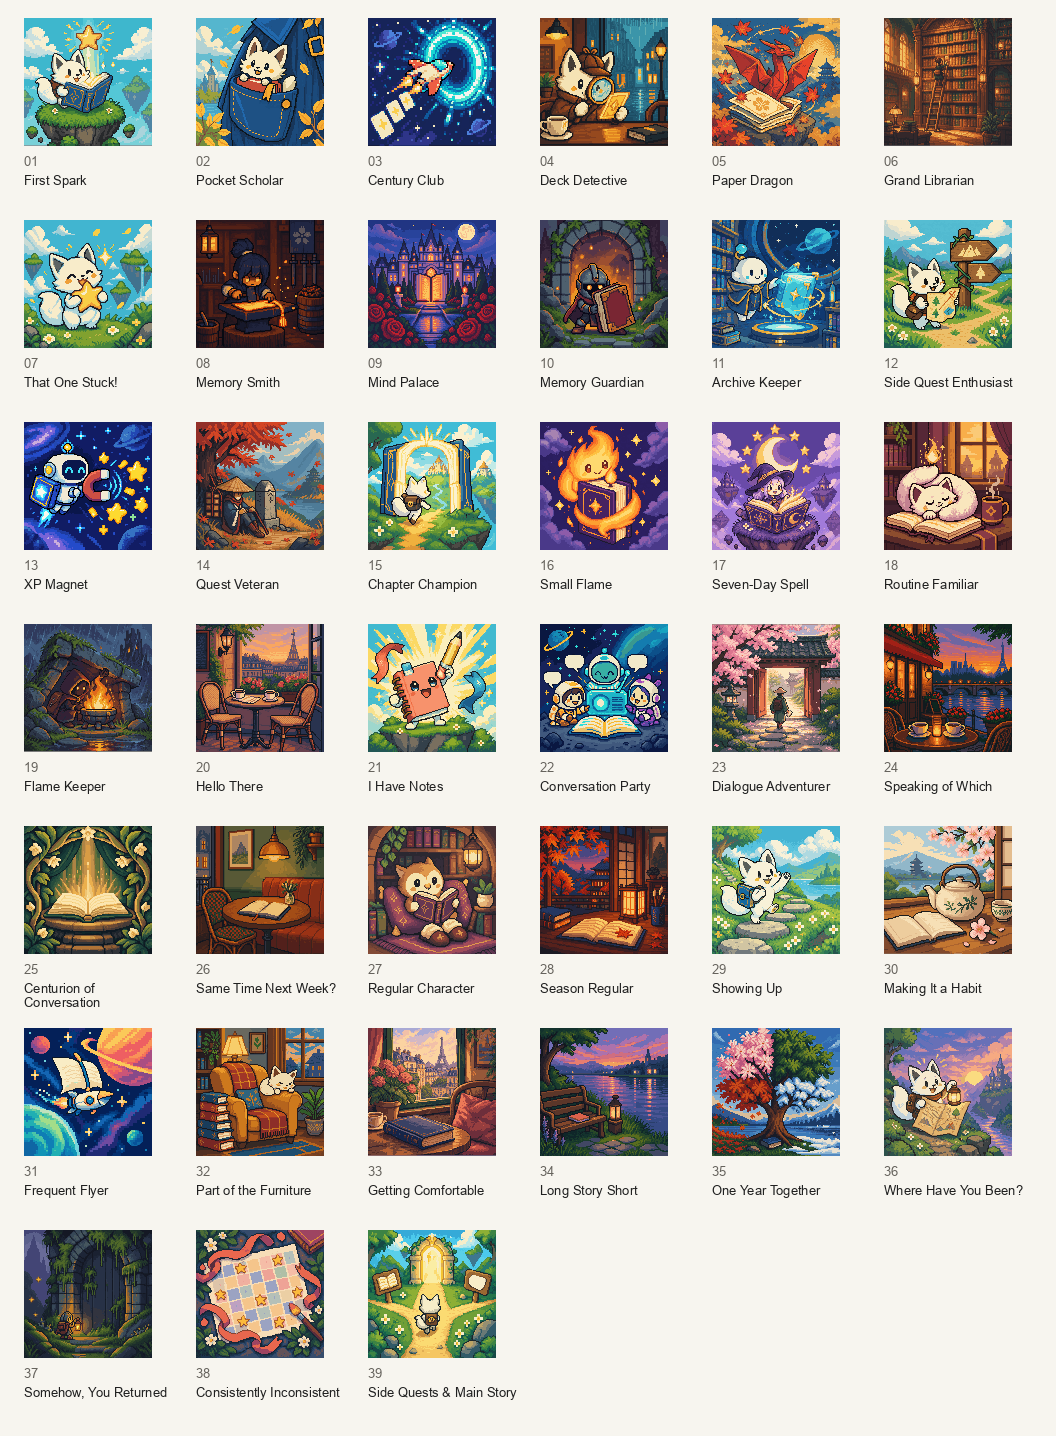 01
First Spark
02
Pocket Scholar
03
Century Club
04
Deck Detective
05
Paper Dragon
06
Grand Librarian
07
That One Stuck!
08
Memory Smith
09
Mind Palace
10
Memory Guardian
11
Archive Keeper
12
Side Quest Enthusiast
13
XP Magnet
14
Quest Veteran
15
Chapter Champion
16
Small Flame
17
Seven-Day Spell
18
Routine Familiar
19
Flame Keeper
20
Hello There
21
I Have Notes
22
Conversation Party
23
Dialogue Adventurer
24
Speaking of Which
25
Centurion of
Conversation
26
Same Time Next Week?
27
Regular Character
28
Season Regular
29
Showing Up
30
Making It a Habit
31
Frequent Flyer
32
Part of the Furniture
33
Getting Comfortable
34
Long Story Short
35
One Year Together
36
Where Have You Been?
37
Somehow, You Returned
38
Consistently Inconsistent
39
Side Quests & Main Story